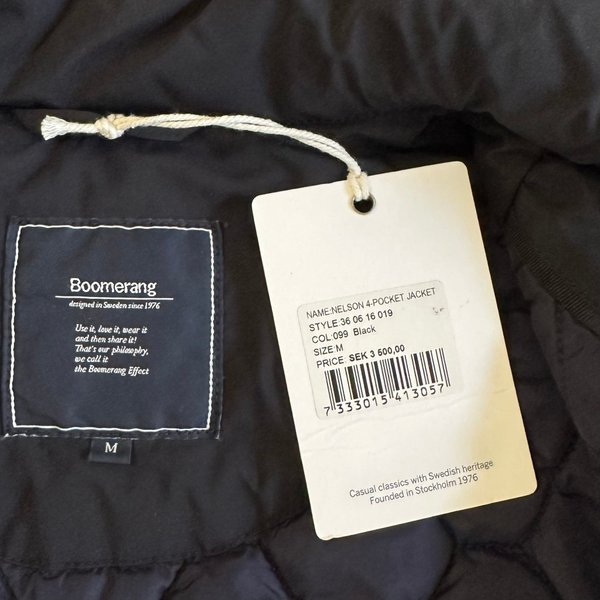 Boomerang
designed in Sweden since 1976
Use it, love it, wear it
and then share it!
That's our philosophy,
we call it
the Boomerang Effect
M
NAME:NELSON 4-POCKET JACKET
STYLE:36 06 16 019
COL:099 Black
SIZE:M
PRICE: SEK 3 500,00
7 333015 413057
Casual classics with Swedish heritage
Founded in Stockholm 1976